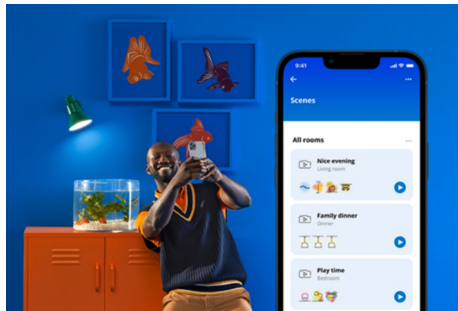 9:41
Scenes
All rooms
Nice evening
Living room
Family dinner
Dinner
Play time
Bedroom